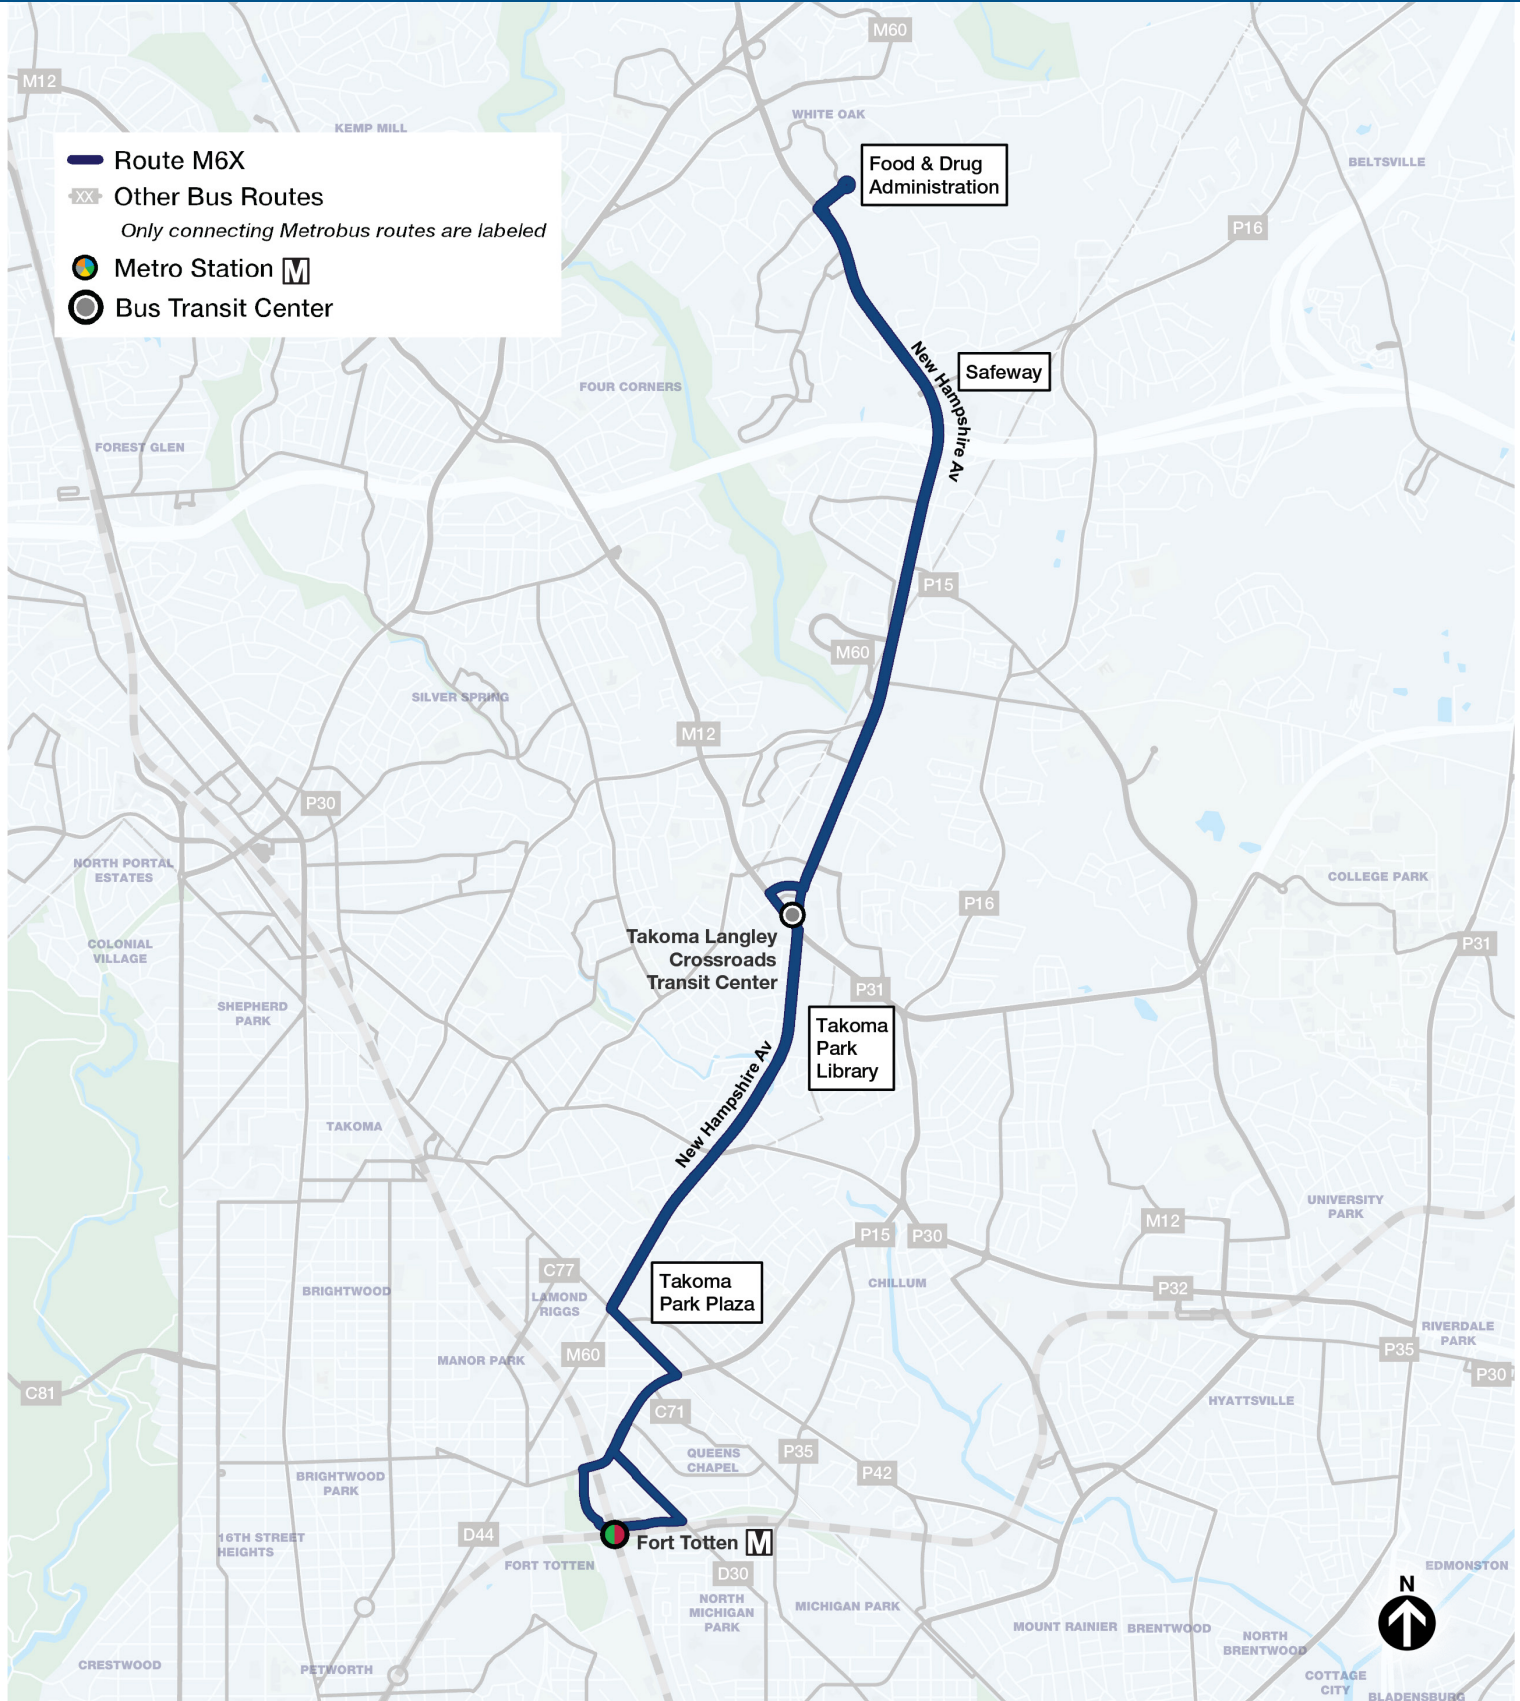 M60
M12
WHITE OAK
KEMP MILL
Route M6X
XX
Other Bus Routes
Only connecting Metrobus routes are labeled
Metro Station M
Bus Transit Center
Food & Drug
Administration
BELTSVILLE
P16
New Hampshire Av
Safeway
FOUR CORNERS
FOREST GLEN
P15
M60
SILVER SPRING
M12
P30
NORTH PORTAL
ESTATES
COLLEGE PARK
P16
COLONIAL
VILLAGE
Takoma Langley
Crossroads
Transit Center
P31
P31
SHEPHERD
PARK
Takoma
Park
Library
New Hampshire Av
TAKOMA
UNIVERSITY
PARK
M12
P15
P30
C77
CHILLUM
Takoma
Park Plaza
BRIGHTWOOD
LAMOND
RIGGS
P32
RIVERDALE
PARK
M60
MANOR PARK
P35
P30
C81
HYATTSVILLE
C71
QUEENS
CHAPEL
P35
P42
BRIGHTWOOD
PARK
16TH STREET
HEIGHTS
D44
Fort Totten M
FORT TOTTEN
D30
EDMONSTON
N
NORTH
MICHIGAN
PARK
MICHIGAN PARK
MOUNT RAINIER
BRENTWOOD
NORTH
BRENTWOOD
CRESTWOOD
PETWORTH
COTTAGE
CITY
BLADENSBURG